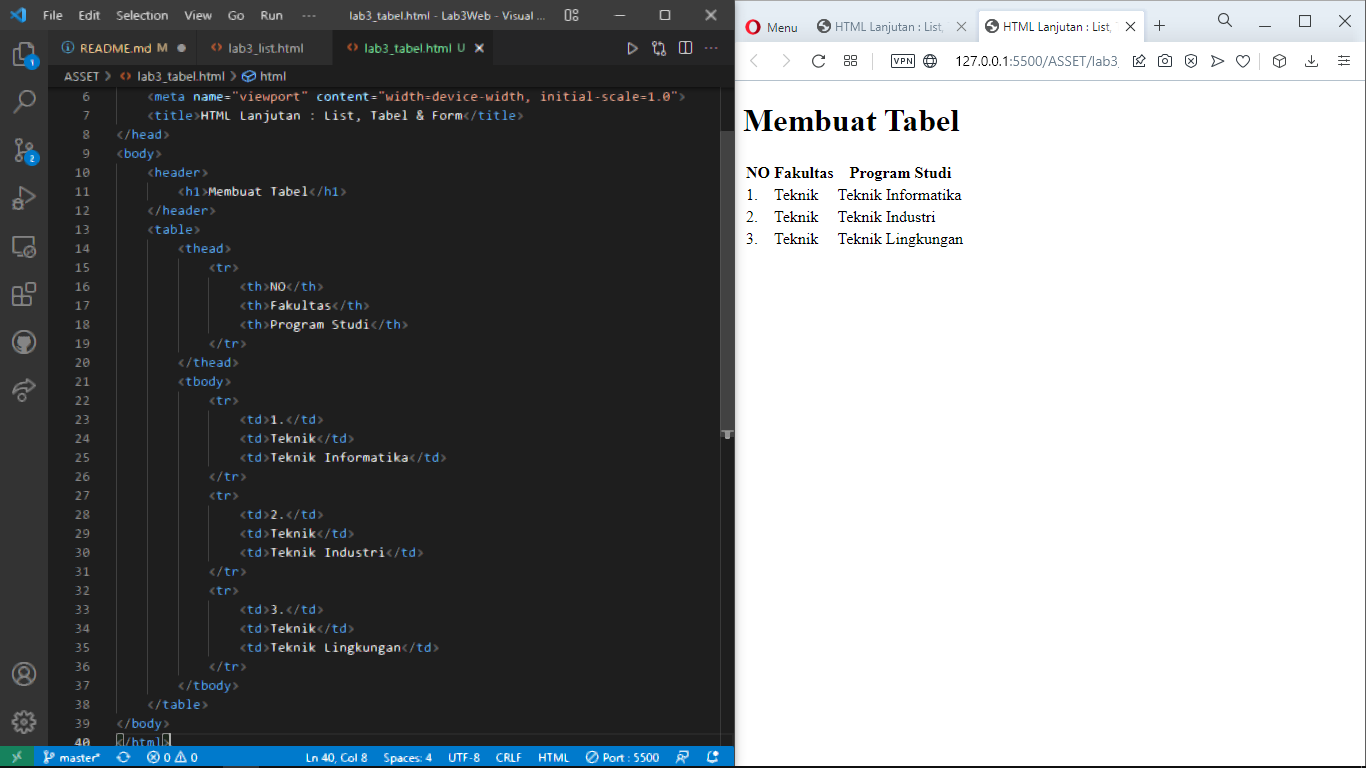 File Edit Selection View Go Run ··· lab3_tabel.html - Lab3Web - Visual ...
README.md M ● lab3_list.html lab3_tabel.html U
ASSET > lab3_tabel.html > html
1
2
6 <meta name="viewport" content="width=device-width, initial-scale=1.0">
7 <title>HTML Lanjutan : List, Tabel & Form</title>
8 </head>
9 <body>
10 <header>
11 <h1>Membuat Tabel</h1>
12 </header>
13 <table>
14 <thead>
15 <tr>
16 <th>NO</th>
17 <th>Fakultas</th>
18 <th>Program Studi</th>
19 </tr>
20 </thead>
21 <tbody>
22 <tr>
23 <td>1.</td>
24 <td>Teknik</td>
25 <td>Teknik Informatika</td>
26 </tr>
27 <tr>
28 <td>2.</td>
29 <td>Teknik</td>
30 <td>Teknik Industri</td>
31 </tr>
32 <tr>
33 <td>3.</td>
34 <td>Teknik</td>
35 <td>Teknik Lingkungan</td>
36 </tr>
37 </tbody>
38 </table>
39 </body>
40 </html>
master* 0 0 Ln 40, Col 8 Spaces: 4 UTF-8 CRLF HTML Port : 5500
Menu HTML Lanjutan : List, HTML Lanjutan : List,
VPN 127.0.0.1:5500/ASSET/lab3_
Membuat Tabel
NO Fakultas Program Studi
1. Teknik Teknik Informatika
2. Teknik Teknik Industri
3. Teknik Teknik Lingkungan